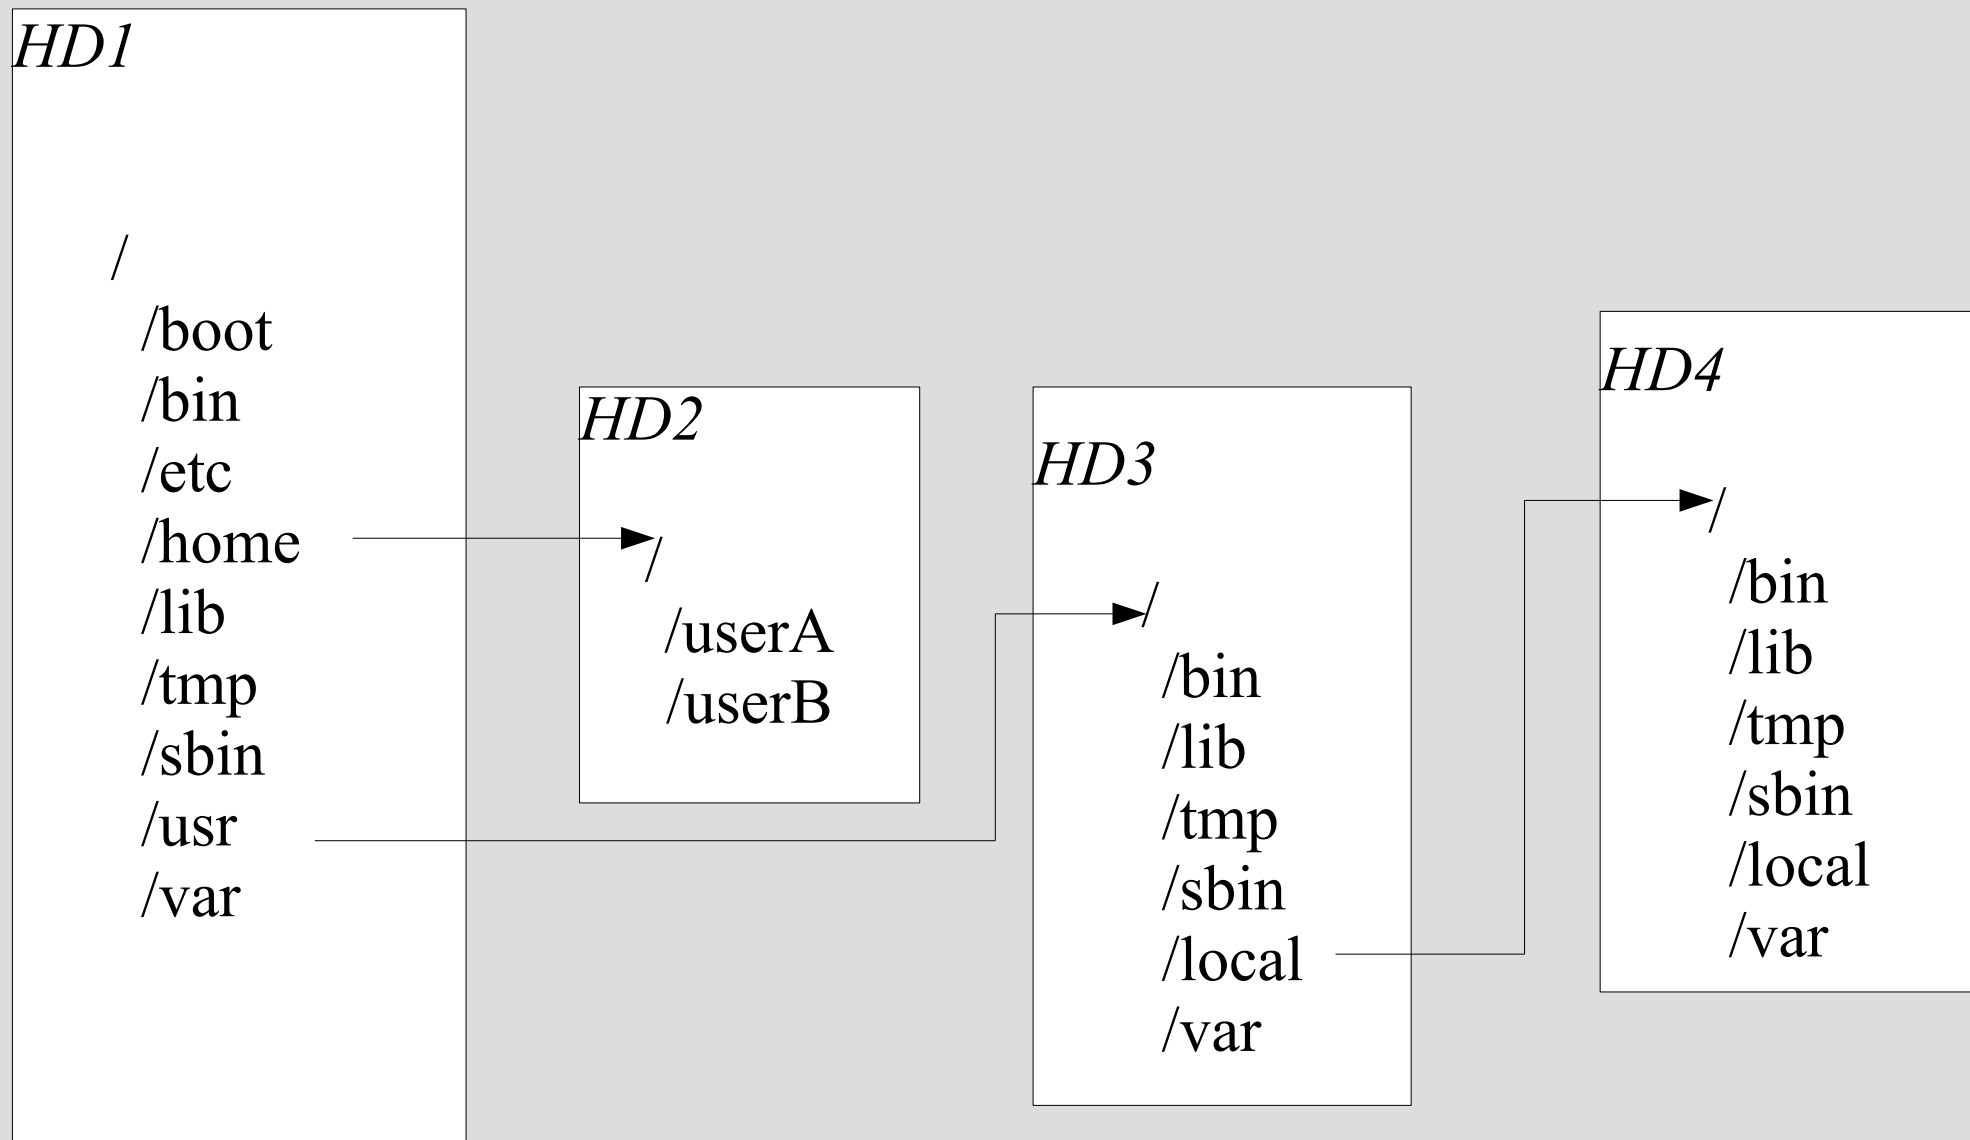 HD1
/
/boot
/bin
/etc
/home
/lib
/tmp
/sbin
/usr
/var
HD2
/
/userA
/userB
HD3
/
/bin
/lib
/tmp
/sbin
/local
/var
HD4
/
/bin
/lib
/tmp
/sbin
/local
/var